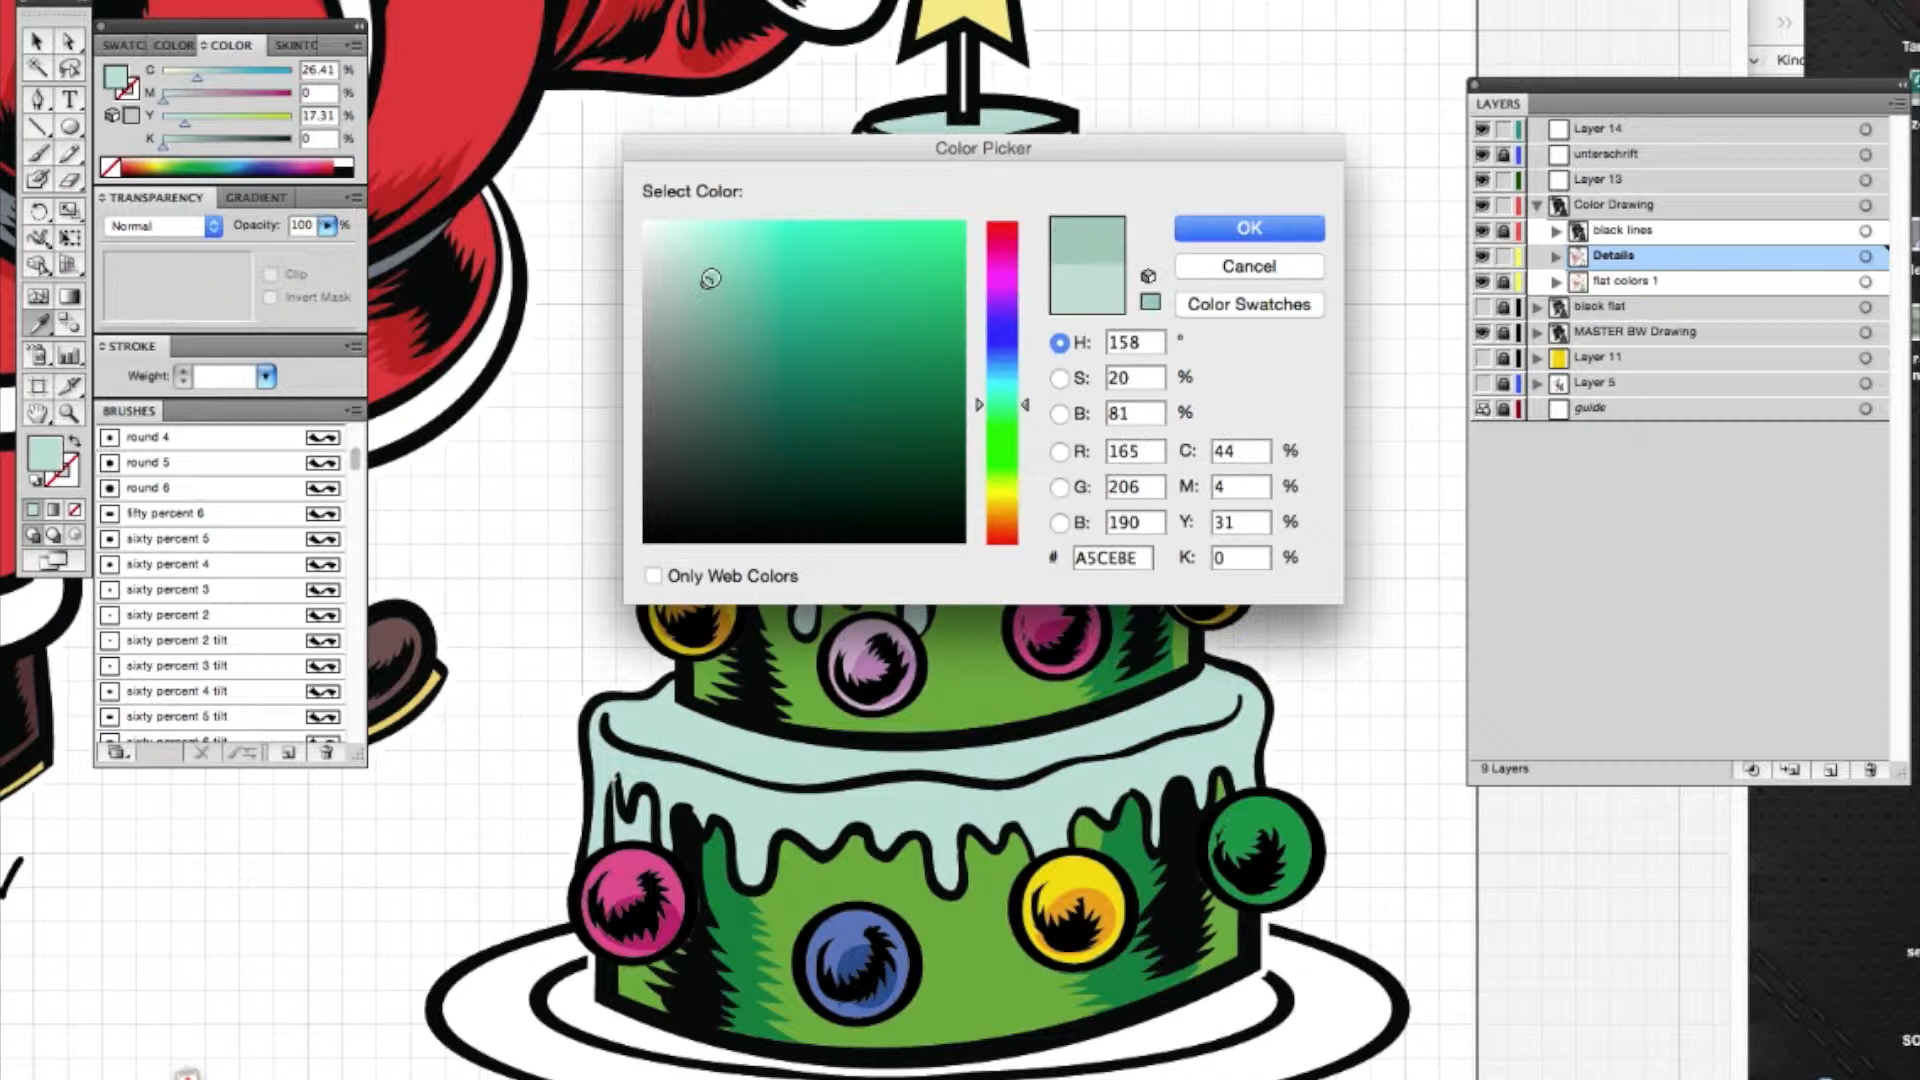 SWATC COLOR COLOR SKINTO
C 26.41 %
M 0 %
Y 17.31 %
K 0 %
TRANSPARENCY GRADIENT
Normal Opacity: 100 %
Clip
Invert Mask
STROKE
Weight:
BRUSHES
round 4
round 5
round 6
fifty percent 6
sixty percent 5
sixty percent 4
sixty percent 3
sixty percent 2
sixty percent 2 tilt
sixty percent 3 tilt
sixty percent 4 tilt
sixty percent 5 tilt
sixty percent 6 tilt
Color Picker
Select Color:
OK
Cancel
Color Swatches
H: 158 °
S: 20 %
B: 81 %
R: 165 C: 44 %
G: 206 M: 4 %
B: 190 Y: 31 %
# A5CEBE K: 0 %
Only Web Colors
Kind
LAYERS
Layer 14
unterschrift
Layer 13
Color Drawing
black lines
Details
flat colors 1
black flat
MASTER BW Drawing
Layer 11
Layer 5
guide
9 Layers